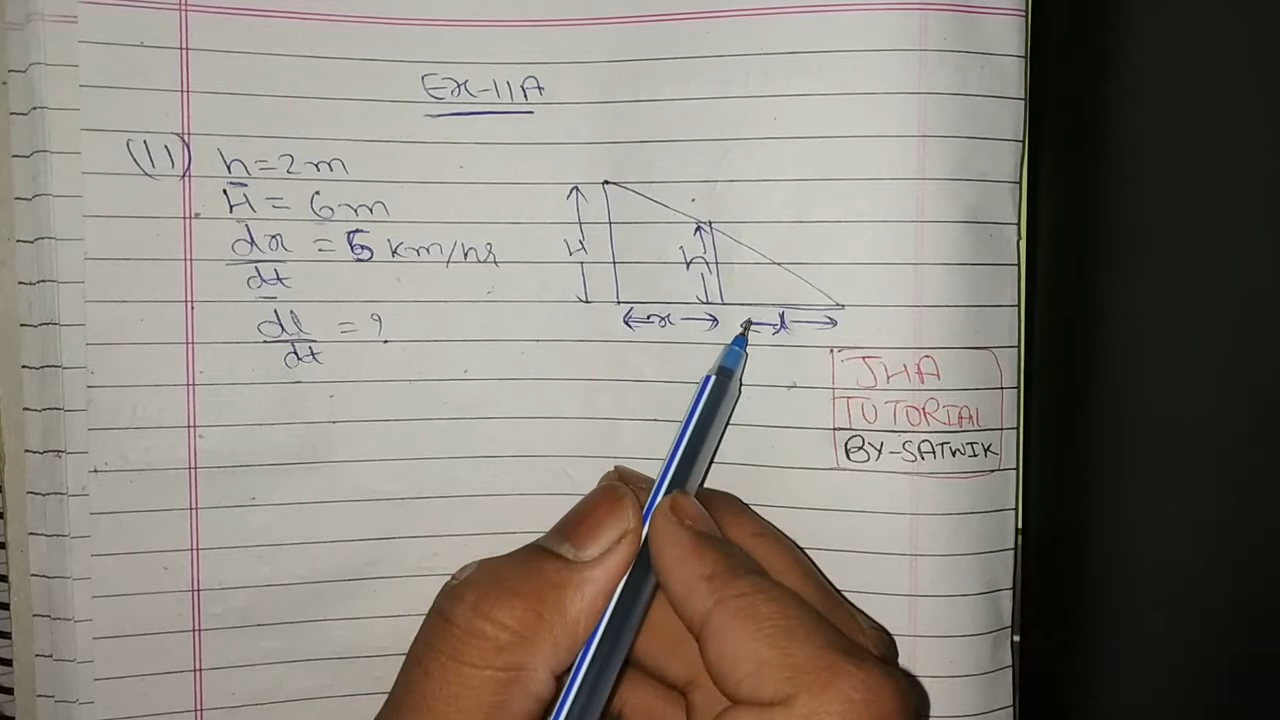 Ex-11A
(11) h=2m
H = 6m
dx/dt = 5 km/hr
dl/dt = ?
H
h
x
l
JHA
TUTORIAL
BY-SATWIK